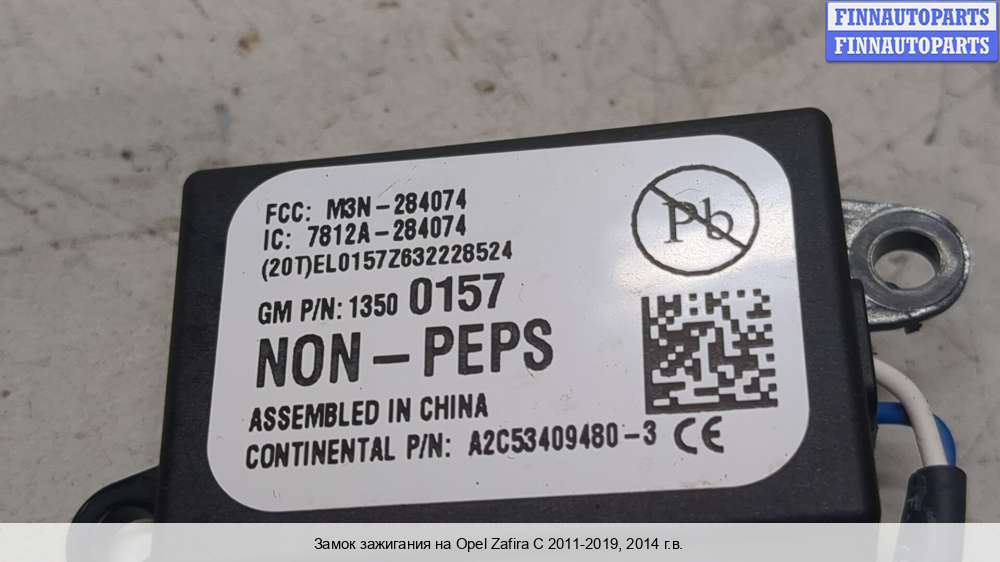 FINNAUTOPARTS
FINNAUTOPARTS
FCC: M3N-284074
IC: 7812A-284074
(20T)EL0157Z632228524
GM P/N: 1350 0157
NON-PEPS
ASSEMBLED IN CHINA
CONTINENTAL P/N: A2C53409480-3 CE
Pb
Замок зажигания на Opel Zafira C 2011-2019, 2014 г.в.